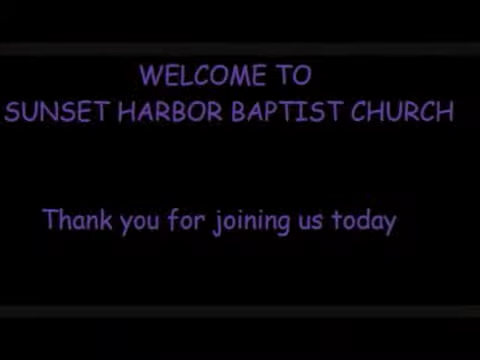 WELCOME TO
SUNSET HARBOR BAPTIST CHURCH
Thank you for joining us today